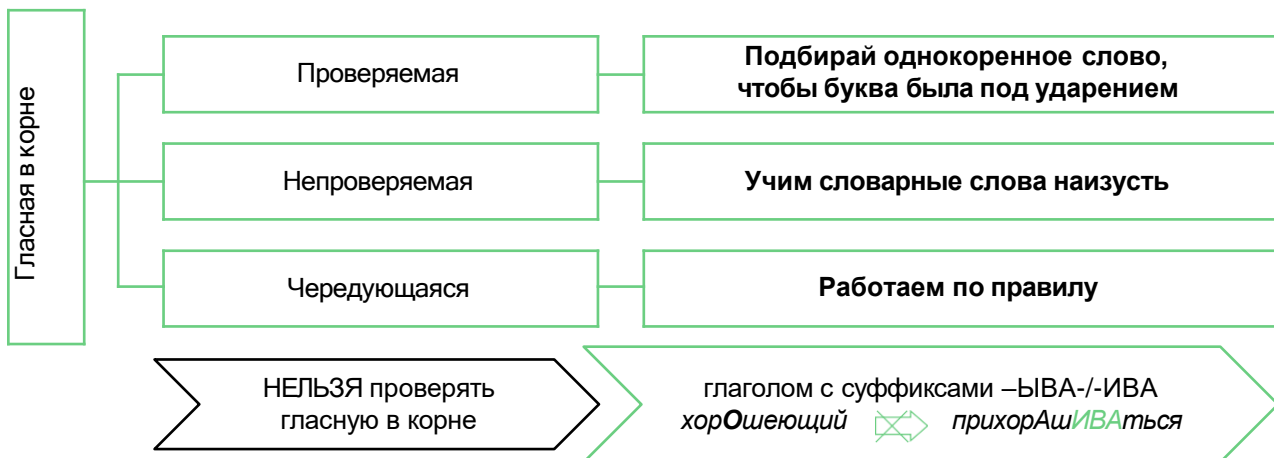 Гласная в корне
Проверяемая
Подбирай однокоренное слово,
чтобы буква была под ударением
Непроверяемая
Учим словарные слова наизусть
Чередующаяся
Работаем по правилу
НЕЛЬЗЯ проверять
гласную в корне
глаголом с суффиксами –ЫВА-/-ИВА
хорОшеющий прихорАшИВАться